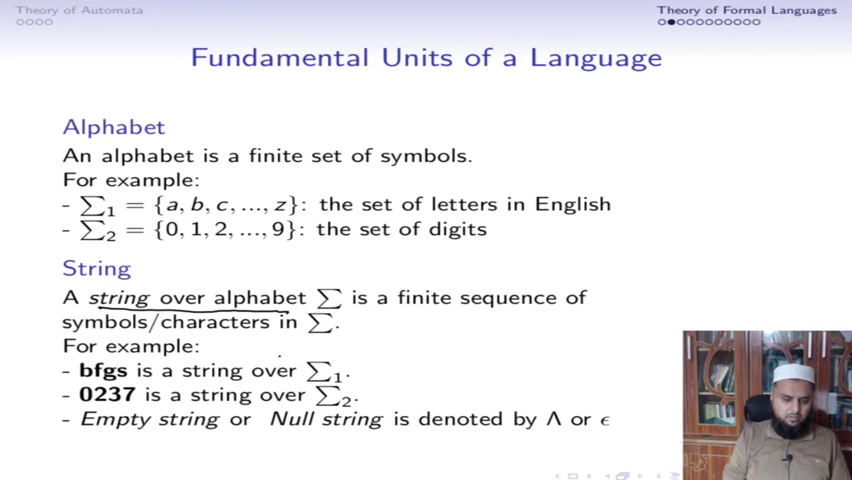 Theory of Automata
Theory of Formal Languages
Fundamental Units of a Language
Alphabet
An alphabet is a finite set of symbols.
For example:
- ∑1 = {a, b, c, ..., z}: the set of letters in English
- ∑2 = {0, 1, 2, ..., 9}: the set of digits
String
A string over alphabet ∑ is a finite sequence of
symbols/characters in ∑.
For example:
- bfgs is a string over ∑1.
- 0237 is a string over ∑2.
- Empty string or Null string is denoted by Λ or ϵ